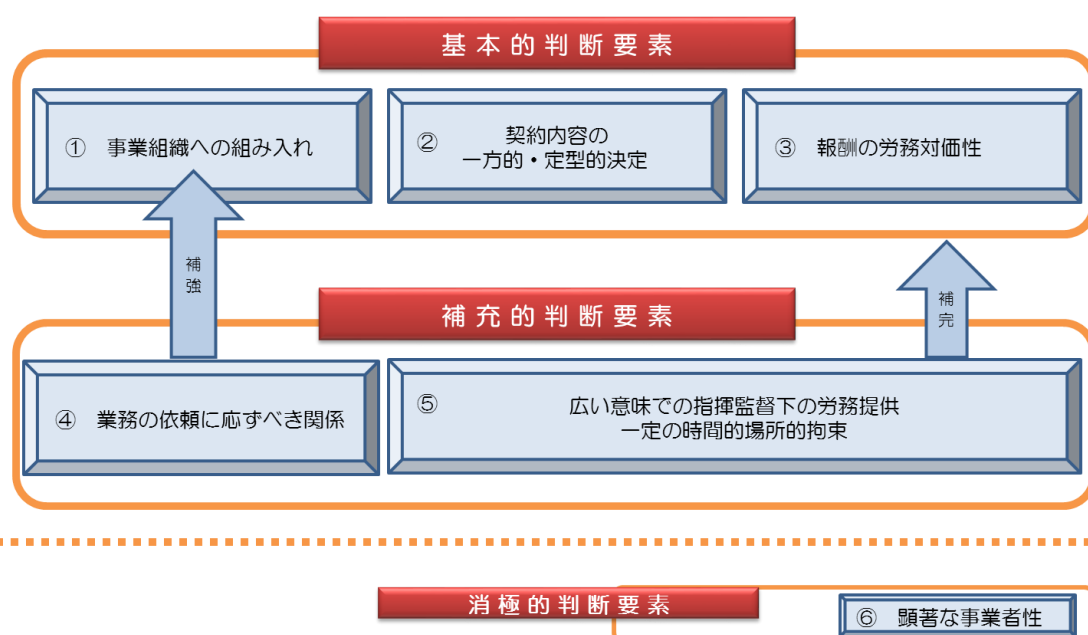 基本的判断要素
① 事業組織への組み入れ
② 契約内容の
一方的・定型的決定
③ 報酬の労務対価性
補強
補完
補充的判断要素
④ 業務の依頼に応ずべき関係
⑤ 広い意味での指揮監督下の労務提供
一定の時間的場所的拘束
消極的判断要素
⑥ 顕著な事業者性